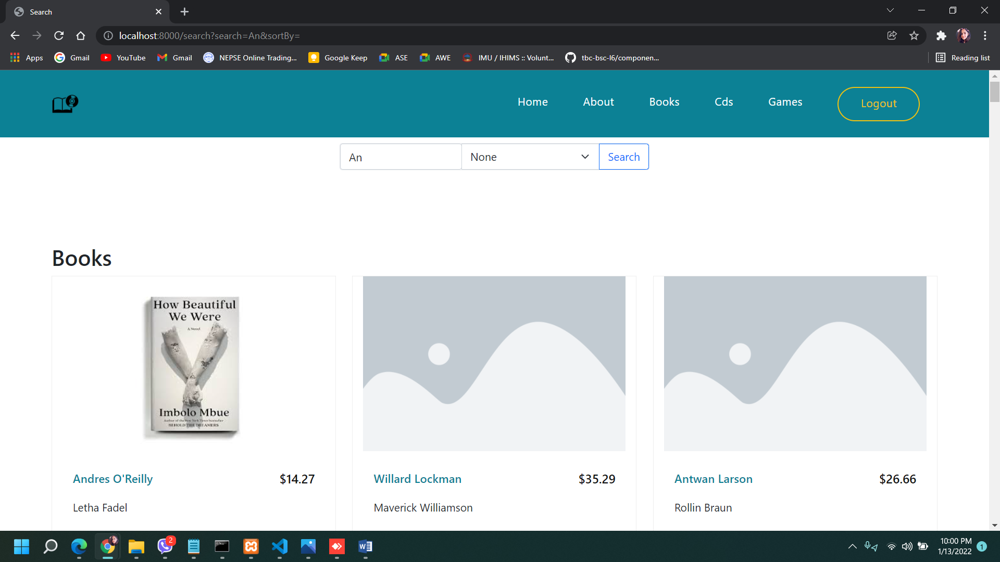 Search
localhost:8000/search?search=An&sortBy=
Apps Gmail YouTube Gmail NEPSE Online Trading... Google Keep ASE AWE IMU / IHIMS :: Volunt... tbc-bsc-l6/componen... Reading list
Home About Books Cds Games Logout
An None Search
Books
How Beautiful
We Were
A Novel
Imbolo Mbue
Author of the New York Times bestseller
BEHOLD THE DREAMERS
Andres O'Reilly $14.27 Willard Lockman $35.29 Antwan Larson $26.66
Letha Fadel Maverick Williamson Rollin Braun
2
10:00 PM
1/13/2022
1